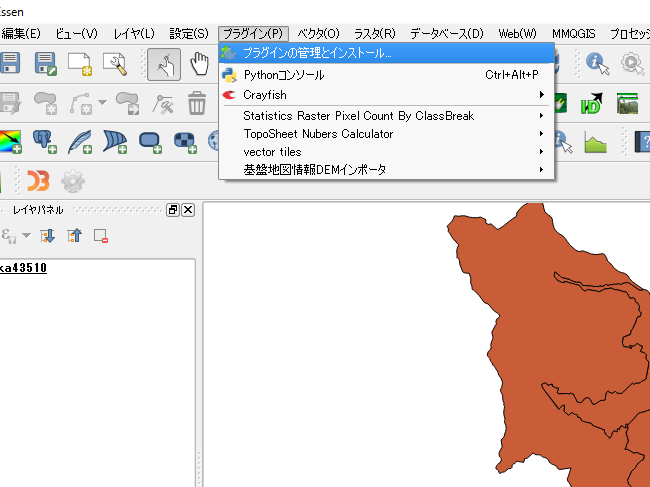 Essen
編集(E) ビュー(V) レイヤ(L) 設定(S) プラグイン(P) ベクタ(O) ラスタ(R) データベース(D) Web(W) MMQGIS プロセッシ
プラグインの管理とインストール...
Pythonコンソール Ctrl+Alt+P
Crayfish
Statistics Raster Pixel Count By ClassBreak
TopoSheet Nubers Calculator
vector tiles
基盤地図情報DEMインポータ
レイヤパネル
ka43510